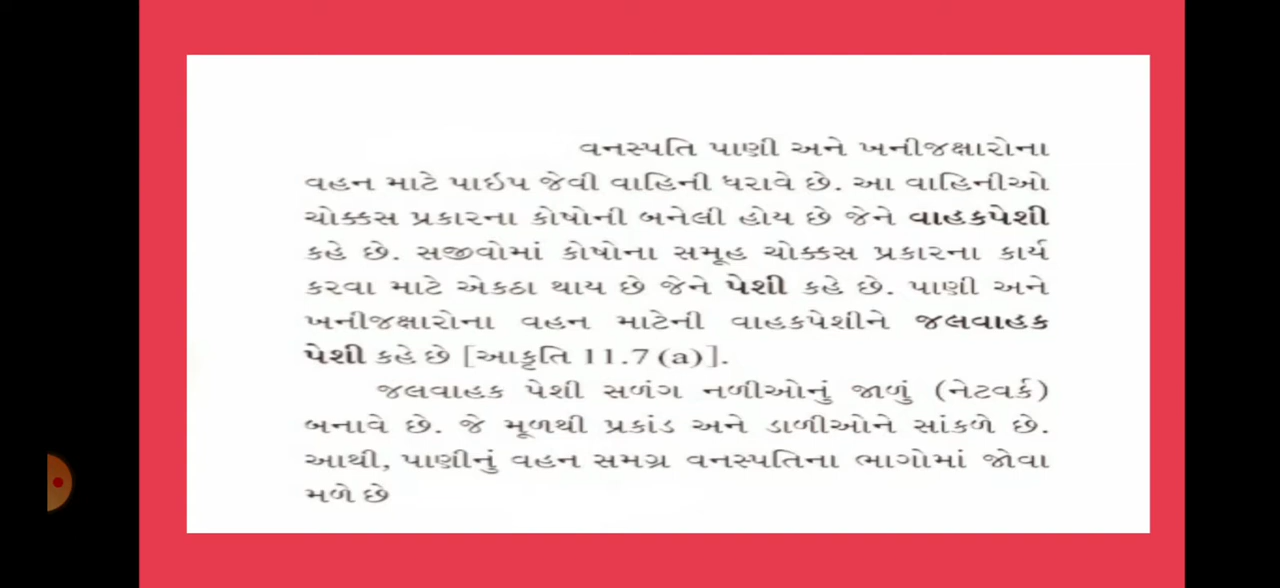 વનસ્પતિ પાણી અને ખનીજક્ષારોના
વહન માટે પાઇપ જેવી વાહિની ધરાવે છે. આ વાહિનીઓ
ચોક્કસ પ્રકારના કોષોની બનેલી હોય છે જેને વાહકપેશી
કહે છે. સજીવોમાં કોષોના સમૂહ ચોક્કસ પ્રકારના કાર્ય
કરવા માટે એકઠા થાય છે જેને પેશી કહે છે. પાણી અને
ખનીજક્ષારોના વહન માટેની વાહકપેશીને જલવાહક
પેશી કહે છે [આકૃતિ 11.7 (a)].
જલવાહક પેશી સળંગ નળીઓનું જાળું (નેટવર્ક)
બનાવે છે. જે મૂળથી પ્રકાંડ અને ડાળીઓને સાંકળે છે.
આથી, પાણીનું વહન સમગ્ર વનસ્પતિના ભાગોમાં જોવા
મળે છે